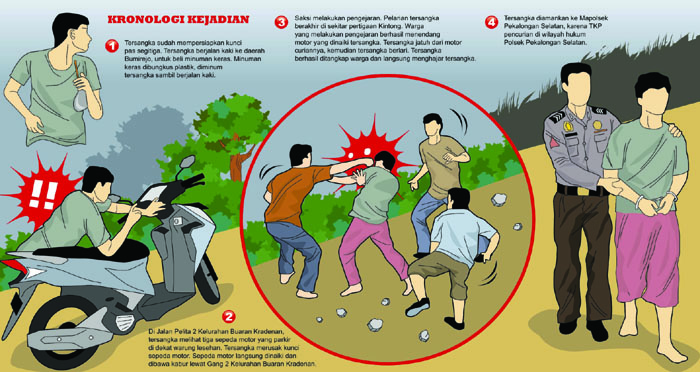 KRONOLOGI KEJADIAN
1 Tersangka sudah mempersiapkan kunci
pas segitiga. Tersangka berjalan kaki ke daerah
Bumirejo, untuk beli minuman keras. Minuman
keras dibungkus plastik, diminum
tersangka sambil berjalan kaki.
!!
2
Di Jalan Pelita 2 Kelurahan Buaran Kradenan,
tersangka melihat tiga sepeda motor yang parkir
di dekat warung lesehan. Tersangka merusak kunci
sepeda motor. Sepeda motor langsung dinaiki dan
dibawa kabur lewat Gang 2 Kelurahan Buaran Kradenan.
3 Saksi melakukan pengejaran. Pelarian tersangka
berakhir di sekitar pertigaan Kintong. Warga
yang melakukan pengejaran berhasil menendang
motor yang dinaiki tersangka. Tersangka jatuh dari motor
curiannya, kemudian tersangka berlari. Tersangka
berhasil ditangkap warga dan langsung menghajar tersangka.
4 Tersangka diamankan ke Mapolsek
Pekalongan Selatan, karena TKP
pencurian di wilayah hukum
Polsek Pekalongan Selatan.